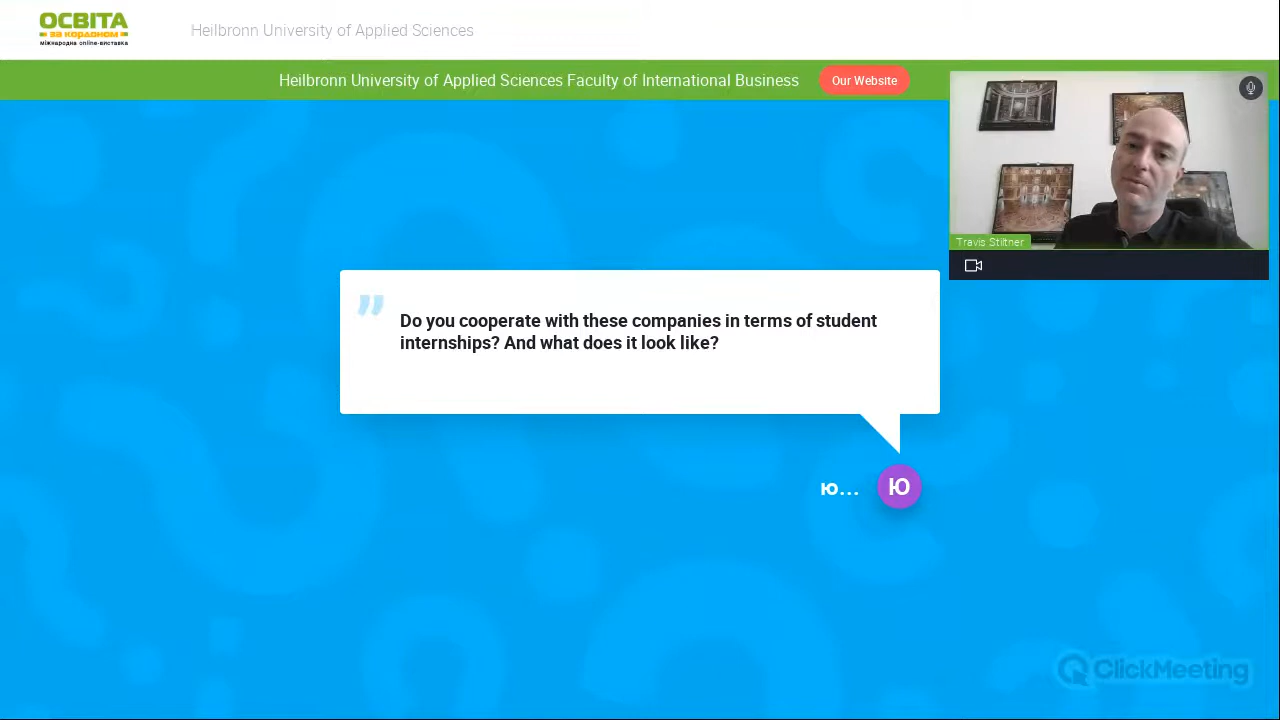 ОСВІТА
за кордоном
міжнародна online-виставка
Heilbronn University of Applied Sciences
Heilbronn University of Applied Sciences Faculty of International Business
Our Website
Travis Stiltner
Do you cooperate with these companies in terms of student
internships? And what does it look like?
ю...
Ю
ClickMeeting